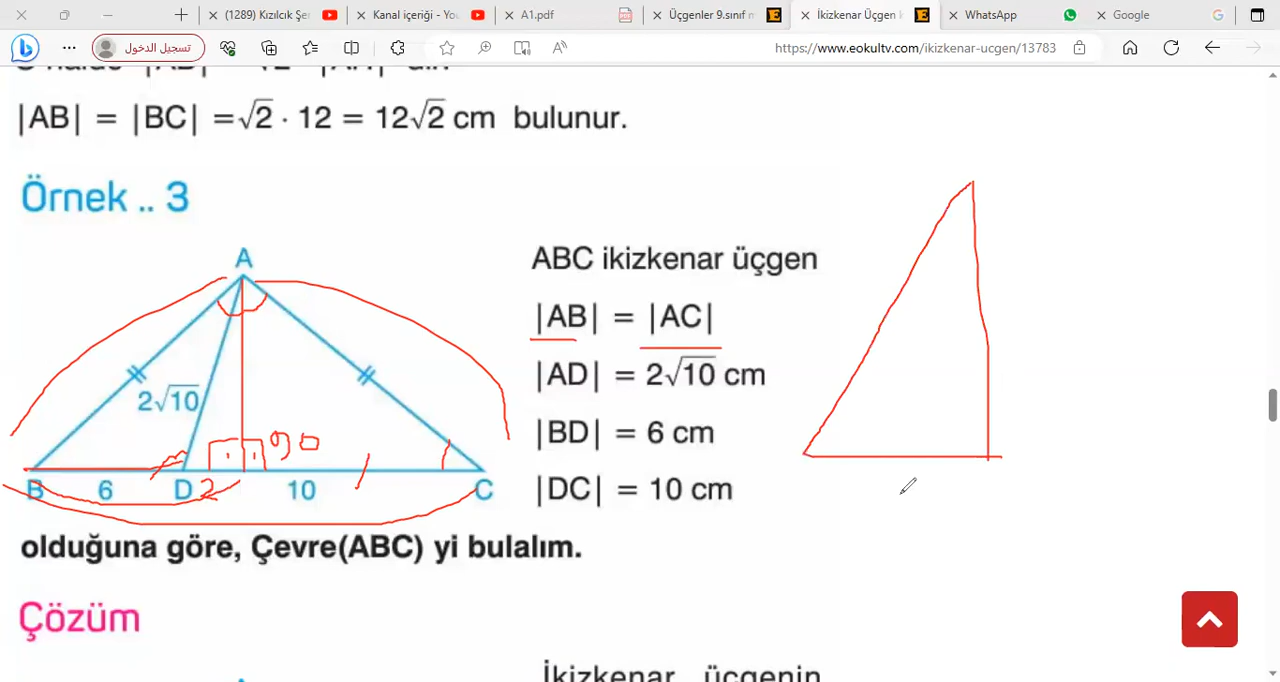 (1289) Kızılcık Şer
Kanal içeriği - You
A1.pdf
Üçgenler 9.sınıf m
İkizkenar Üçgen k
WhatsApp
Google
تسجيل الدخول
https://www.eokultv.com/ikizkenar-ucgen/13783
|AB| = |BC| =√2 · 12 = 12√2 cm bulunur.
Örnek .. 3
A
ABC ikizkenar üçgen
|AB| = |AC|
|AD| = 2√10 cm
2√10
|BD| = 6 cm
90
B 6 D 2 10 C
|DC| = 10 cm
olduğuna göre, Çevre(ABC) yi bulalım.
Çözüm
İkizkenar üçgenin